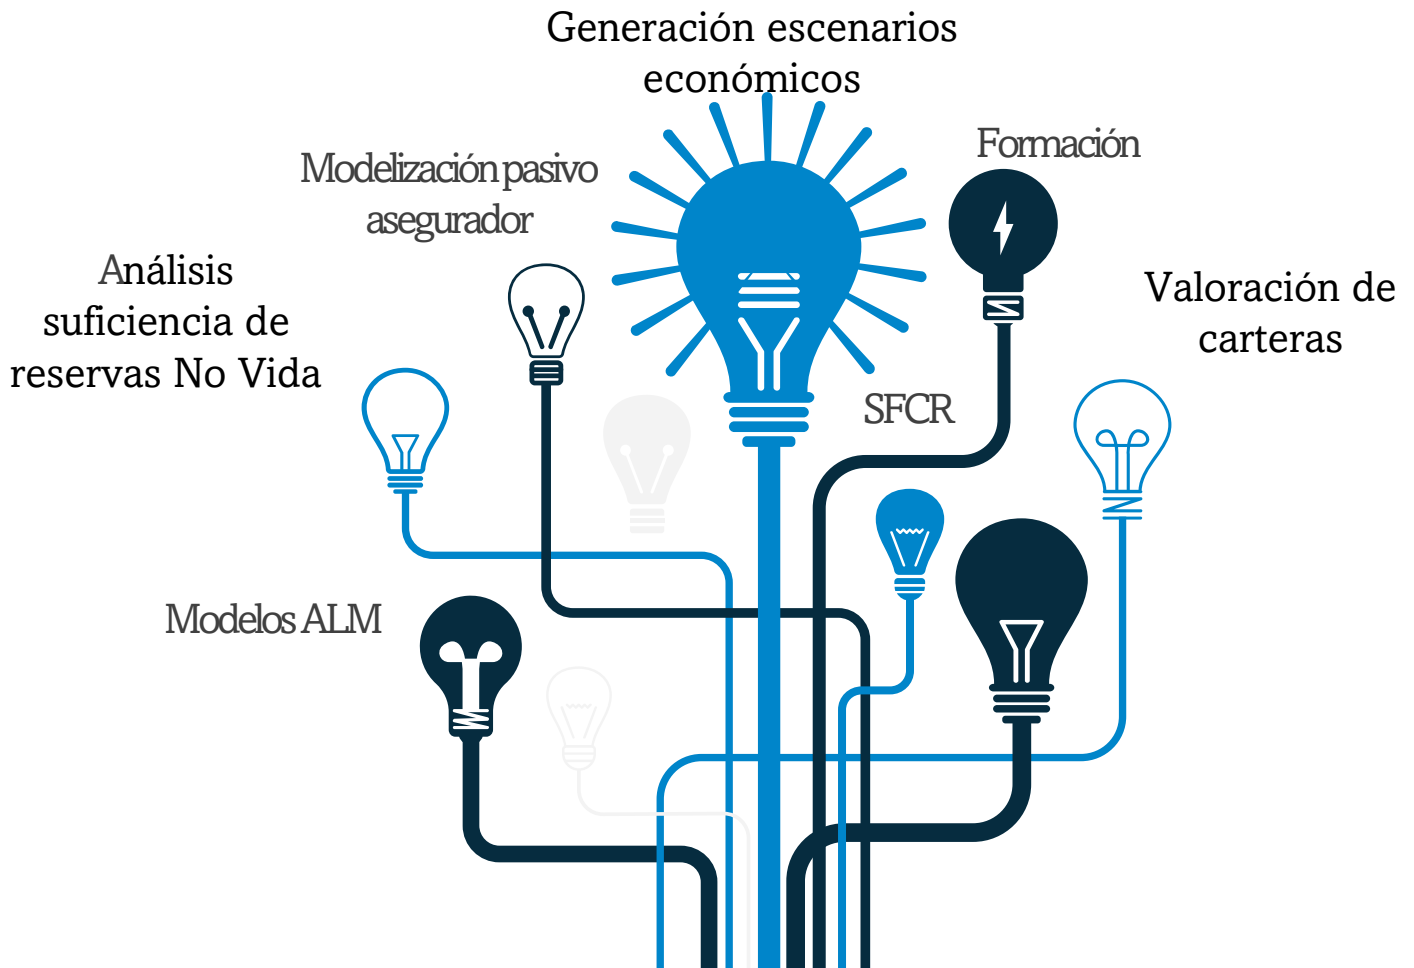 Generación escenarios
económicos
Formación
Modelización pasivo
asegurador
Análisis
suficiencia de
reservas No Vida
Valoración de
carteras
SFCR
Modelos ALM